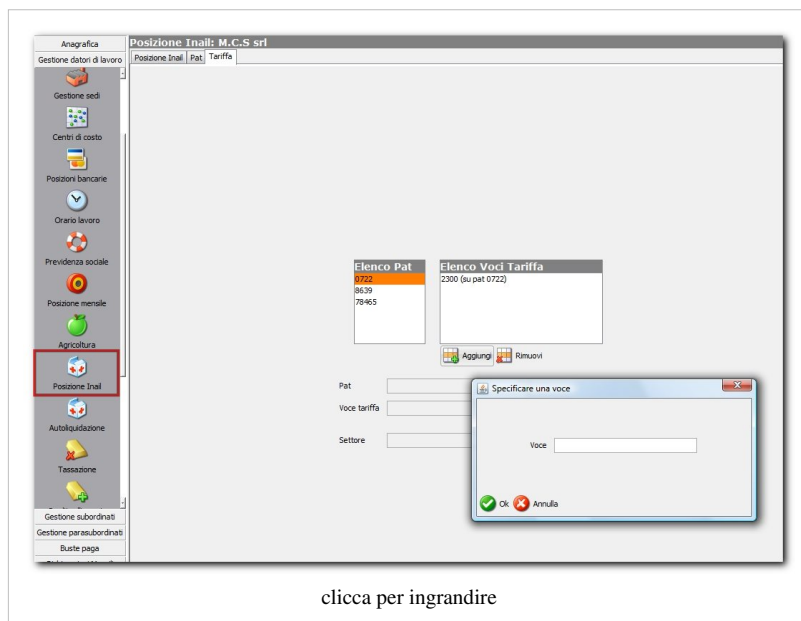 Anagrafica
Gestione datori di lavoro
Gestione sedi
Centri di costo
Posizioni bancarie
Orario lavoro
Previdenza sociale
Posizione mensile
Agricoltura
Posizione Inail
Autoliquidazione
Tassazione
Gestione subordinati
Gestione parasubordinati
Buste paga
Posizione Inail: M.C.S srl
Posizione Inail Pat Tariffa
Elenco Pat
0722
8639
78465
Elenco Voci Tariffa
2300 (su pat 0722)
Aggiungi Rimuovi
Pat
Voce tariffa
Settore
Specificare una voce
Voce
Ok Annulla
clicca per ingrandire